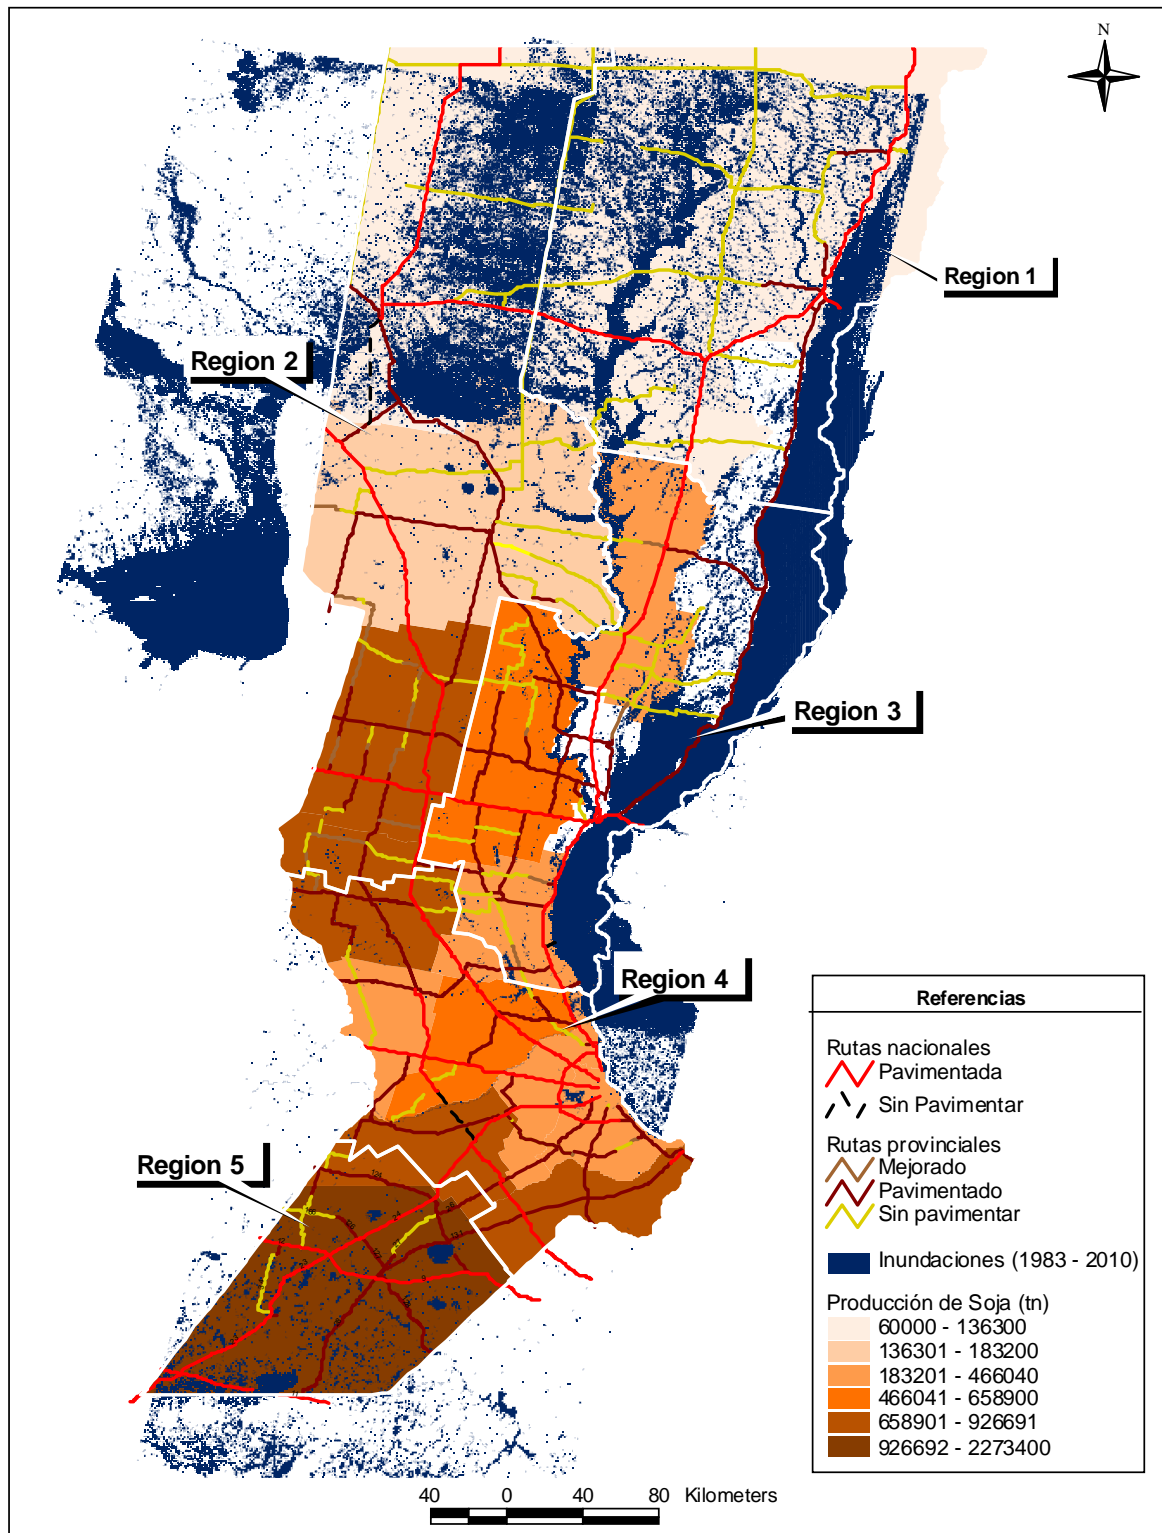 N
Region 1
Region 2
Region 3
Region 4
Region 5
Referencias
Rutas nacionales
Pavimentada
Sin Pavimentar
Rutas provinciales
Mejorado
Pavimentado
Sin pavimentar
Inundaciones (1983 - 2010)
Producción de Soja (tn)
60000 - 136300
136301 - 183200
183201 - 466040
466041 - 658900
658901 - 926691
926692 - 2273400
40 0 40 80 Kilometers